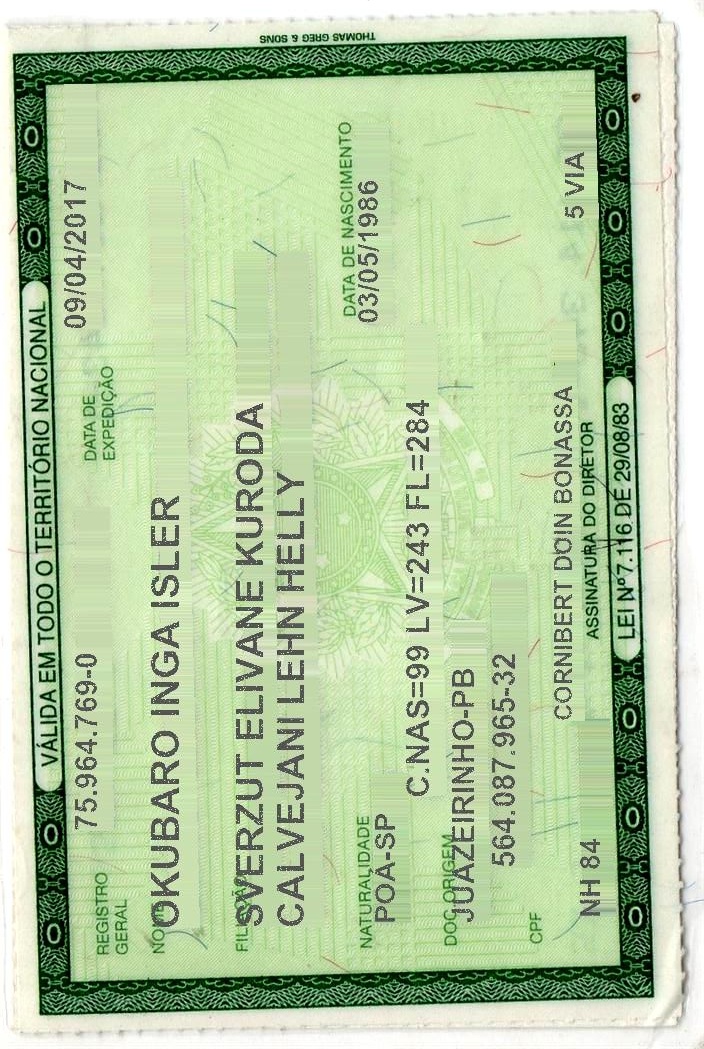 THOMAS GREG & SONS
VÁLIDA EM TODO O TERRITÓRIO NACIONAL
REGISTRO GERAL 75.964.769-0 DATA DE EXPEDIÇÃO 09/04/2017
NOME OKUBARO INGA ISLER
FILIAÇÃO SVERZUT ELIVANE KURODA
CALVEJANI LEHN HELLY
NATURALIDADE DATA DE NASCIMENTO
POA-SP 03/05/1986
DOC ORIGEM C.NAS=99 LV=243 FL=284
JUAZEIRINHO-PB
CPF 564.087.965-32
CORNIBERT DOIN BONASSA
NH 84 5 VIA
ASSINATURA DO DIRETOR
LEI Nº 7.116 DE 29/08/83